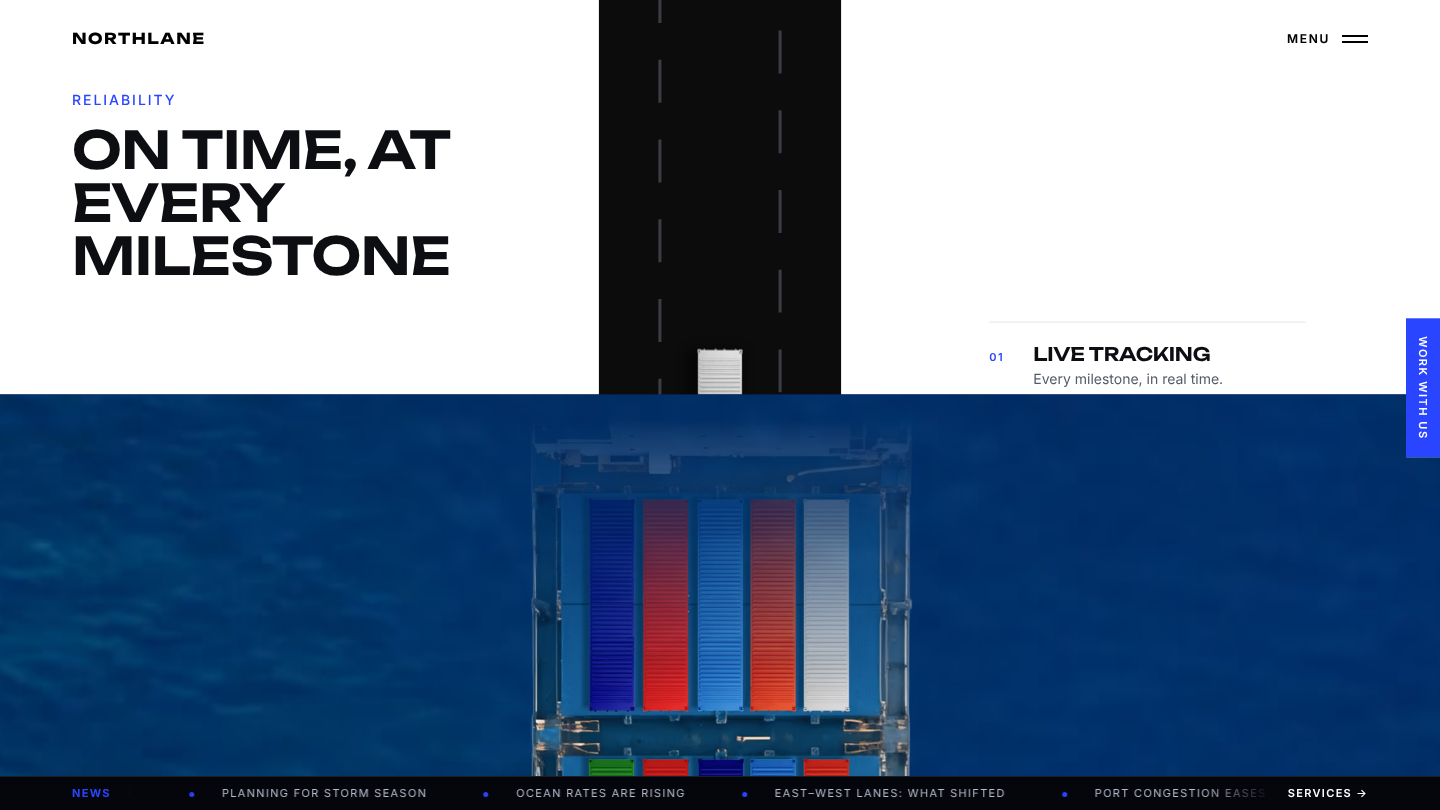 NORTHLANE
MENU
RELIABILITY
ON TIME, AT
EVERY
MILESTONE
01
LIVE TRACKING
Every milestone, in real time.
WORK WITH US
NEWS
PLANNING FOR STORM SEASON
OCEAN RATES ARE RISING
EAST–WEST LANES: WHAT SHIFTED
PORT CONGESTION EASES
SERVICES →